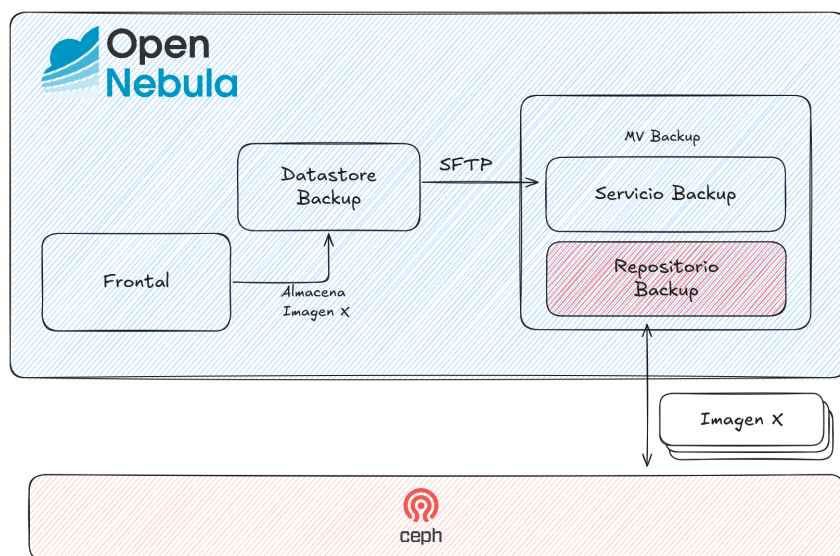 Open
Nebula
MV Backup
SFTP
Datastore
Backup
Servicio Backup
Frontal
Repositorio
Backup
Almacena
Imagen X
Imagen X
ceph